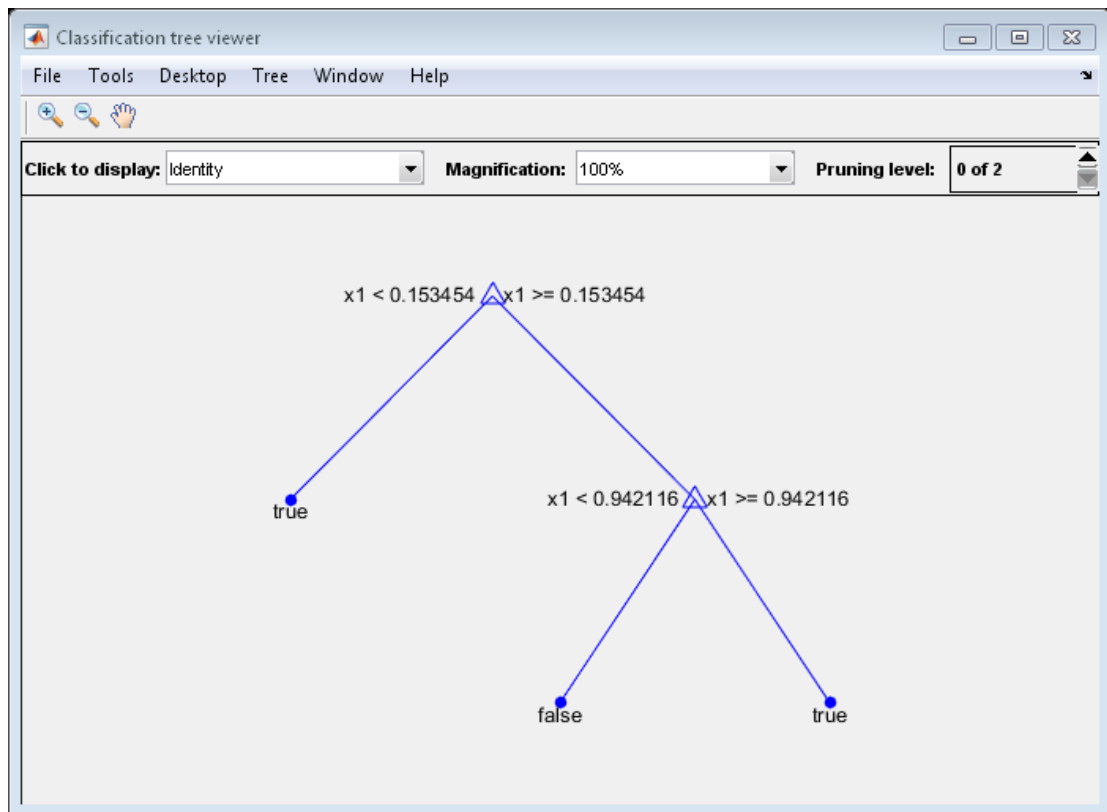 Classification tree viewer
File Tools Desktop Tree Window Help
Click to display: Identity Magnification: 100% Pruning level: 0 of 2
x1 < 0.153454 x1 >= 0.153454
true
x1 < 0.942116 x1 >= 0.942116
false true